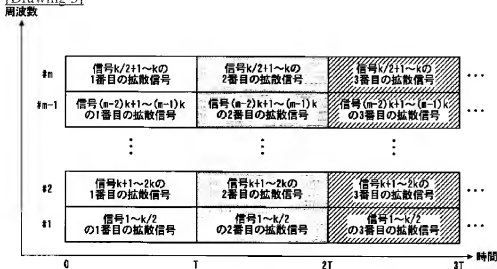 [Drawing 3]
周波数
#m
信号k/2+1~kの
1番目の拡散信号
信号k/2+1~kの
2番目の拡散信号
信号k/2+1~kの
3番目の拡散信号
...
#m-1
信号(m-2)k+1~(m-1)k
の1番目の拡散信号
信号(m-2)k+1~(m-1)k
の2番目の拡散信号
信号(m-2)k+1~(m-1)k
の3番目の拡散信号
...
#2
信号k+1~2kの
1番目の拡散信号
信号k+1~2kの
2番目の拡散信号
信号k+1~2kの
3番目の拡散信号
...
#1
信号1~k/2
の1番目の拡散信号
信号1~k/2
の2番目の拡散信号
信号1~k/2
の3番目の拡散信号
...
時間
0
T
2T
3T